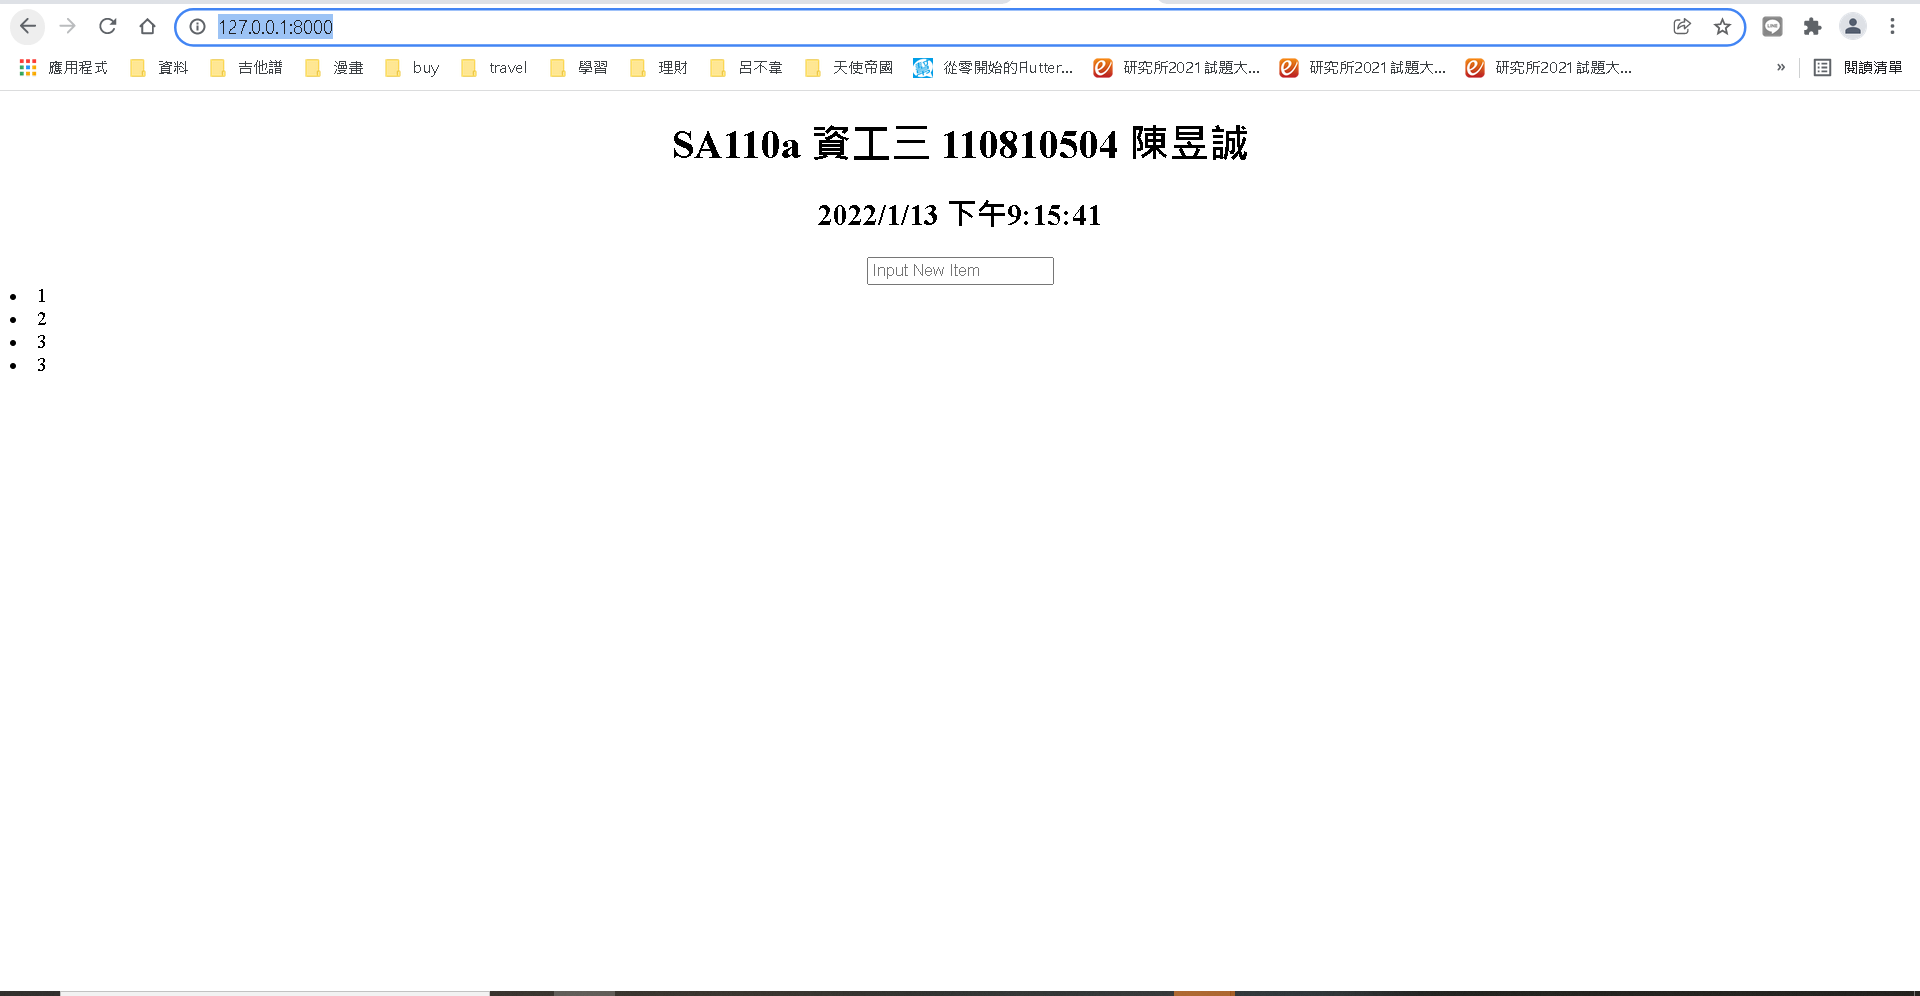 127.0.0.1:8000
應用程式 資料 吉他譜 漫畫 buy travel 學習 理財 呂不韋 天使帝國 從零開始的Flutter... 研究所2021試題大... 研究所2021試題大... 研究所2021試題大... » 閱讀清單
SA110a 資工三 110810504 陳昱誠
2022/1/13 下午9:15:41
Input New Item
1
2
3
3